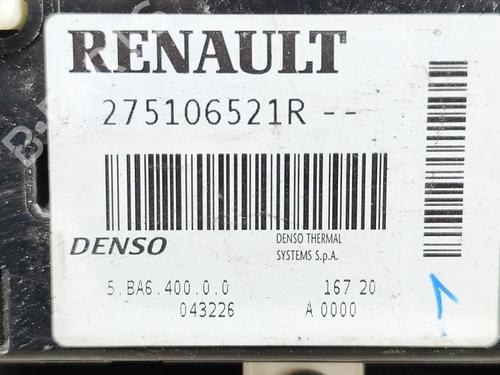 RENAULT
275106521R --
DENSO
DENSO THERMAL
SYSTEMS S.p.A.
5.BA6.400.0.0
167 20
043226
A 0000